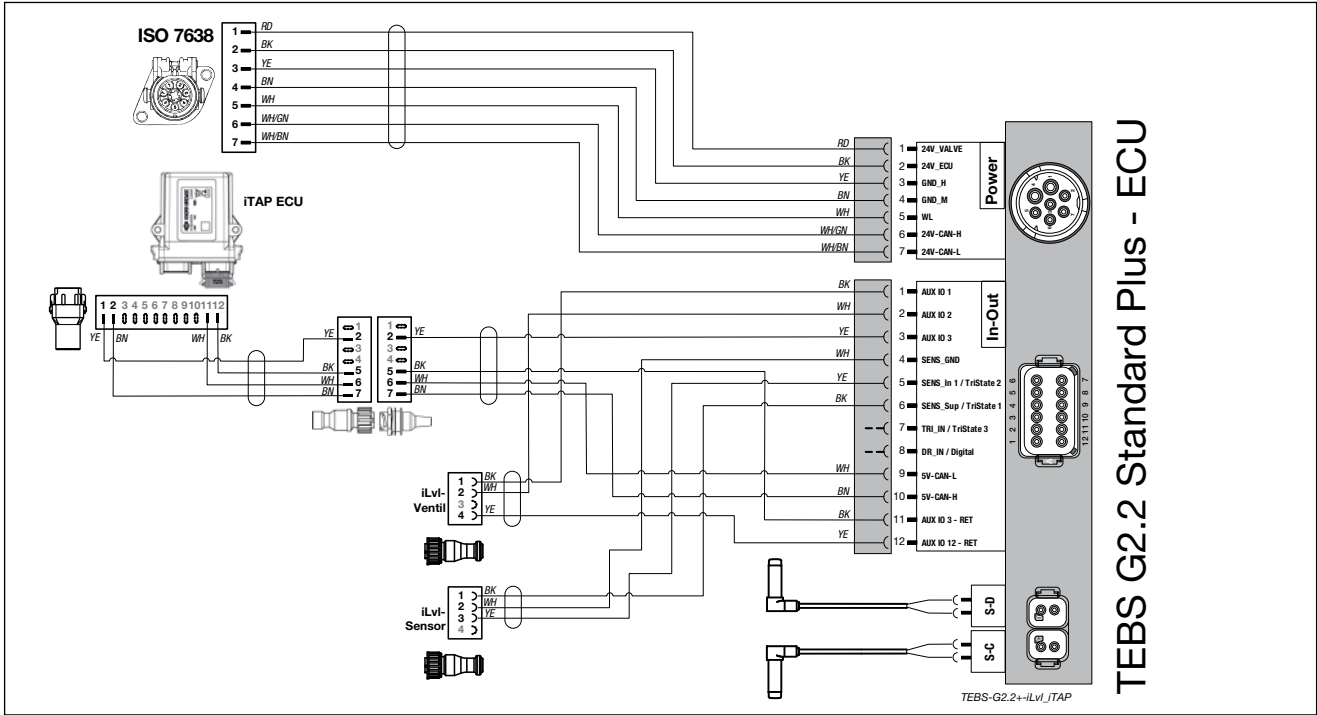 ISO 7638
1 RD
2 BK
3 YE
4 BN
5 WH
6 WH/GN
7 WH/BN
iTAP ECU
1 2 3 4 5 6 7 8 9 10 11 12
YE BN WH BK
YE
BK
WH
BN
1
2
3
4
5
6
7
1
2
3
4
5
6
7
YE
BK
WH
BN
iLvl-
Ventil
1 BK
2 WH
3
4 YE
iLvl-
Sensor
1 BK
2 WH
3 YE
4
RD 1 24V_VALVE
BK 2 24V_ECU
YE 3 GND_H
BN 4 GND_M
WH 5 WL
WH/GN 6 24V-CAN-H
WH/BN 7 24V-CAN-L
Power
BK 1 AUX IO 1
WH 2 AUX IO 2
YE 3 AUX IO 3
WH 4 SENS_GND
YE 5 SENS_In 1 / TriState 2
BK 6 SENS_Sup / TriState 1
7 TRI_IN / TriState 3
8 DR_IN / Digital
WH 9 5V-CAN-L
BN 10 5V-CAN-H
BK 11 AUX IO 3 - RET
YE 12 AUX IO 12 - RET
In-Out
1 2 3 4 5 6
12 11 10 9 8 7
S-D
S-C
TEBS G2.2 Standard Plus - ECU
TEBS-G2.2+-iLvl_iTAP